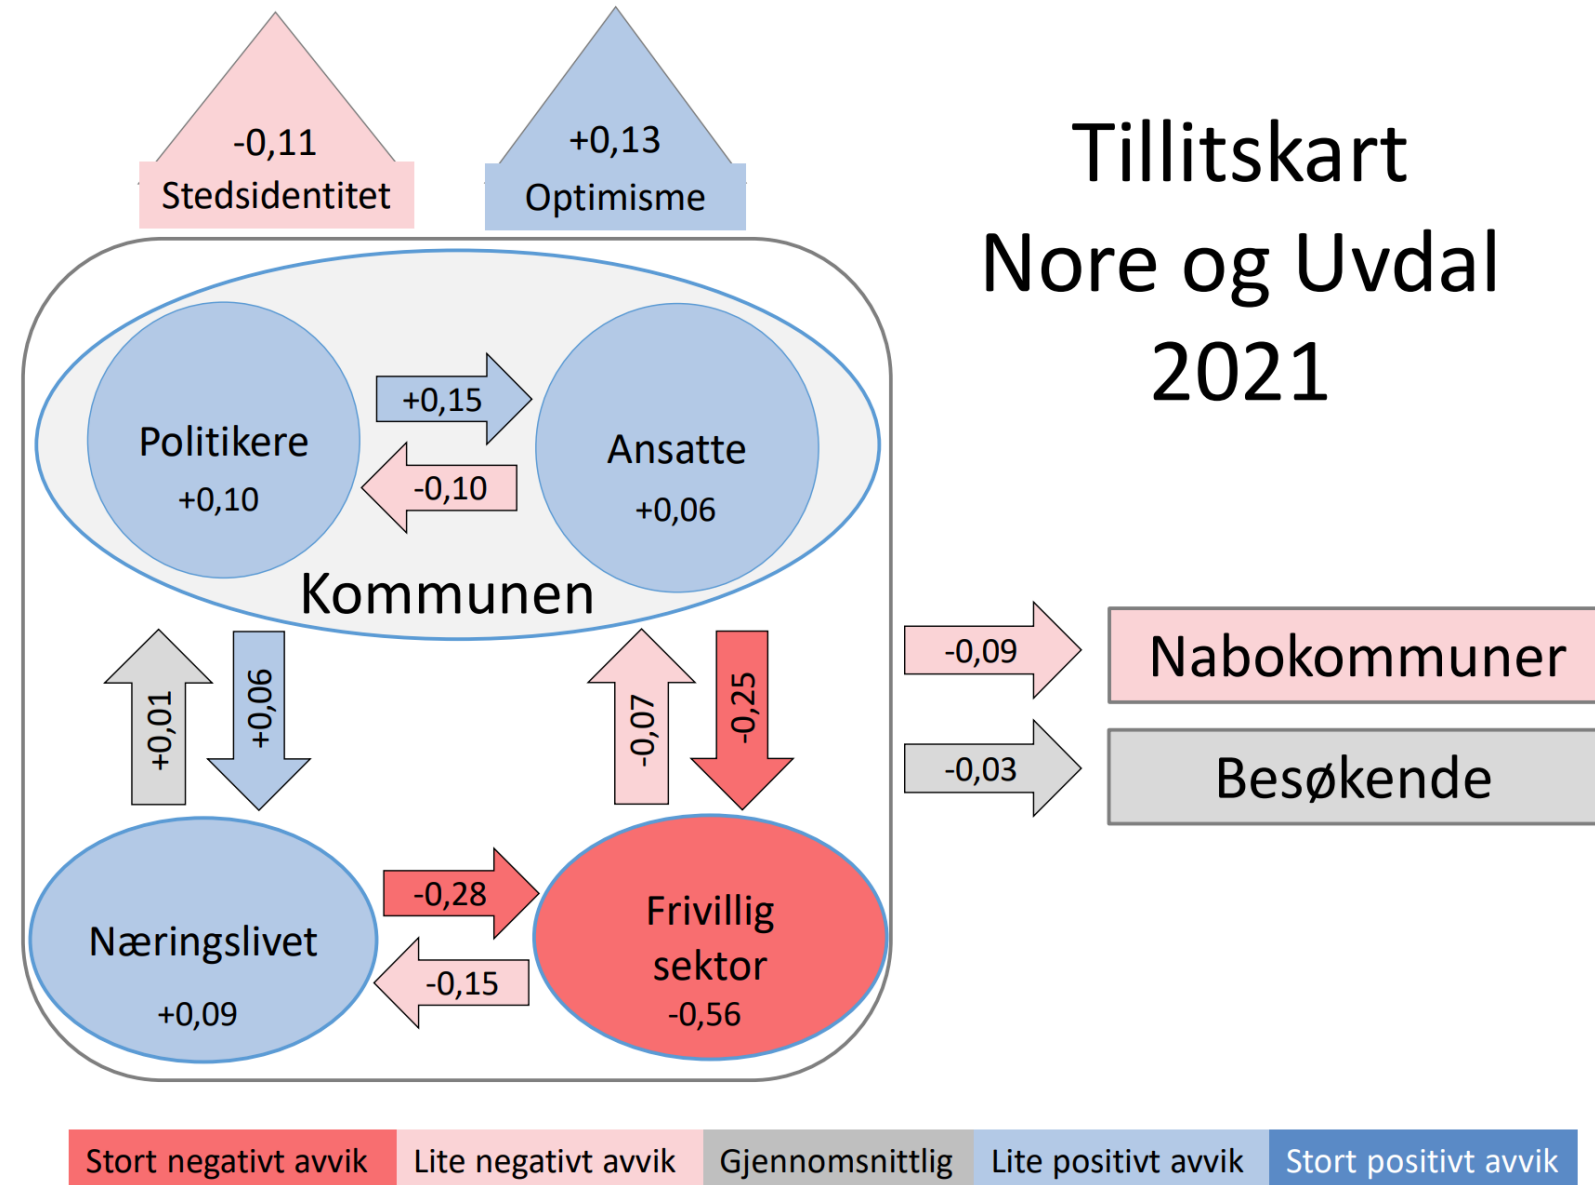 Tillitskart
Nore og Uvdal
2021
-0,11
Stedsidentitet
+0,13
Optimisme
Politikere
+0,10
+0,15
-0,10
Ansatte
+0,06
Kommunen
+0,01
+0,06
-0,07
-0,25
-0,09
Nabokommuner
-0,03
Besøkende
Næringslivet
+0,09
-0,28
-0,15
Frivillig
sektor
-0,56
Stort negativt avvik
Lite negativt avvik
Gjennomsnittlig
Lite positivt avvik
Stort positivt avvik